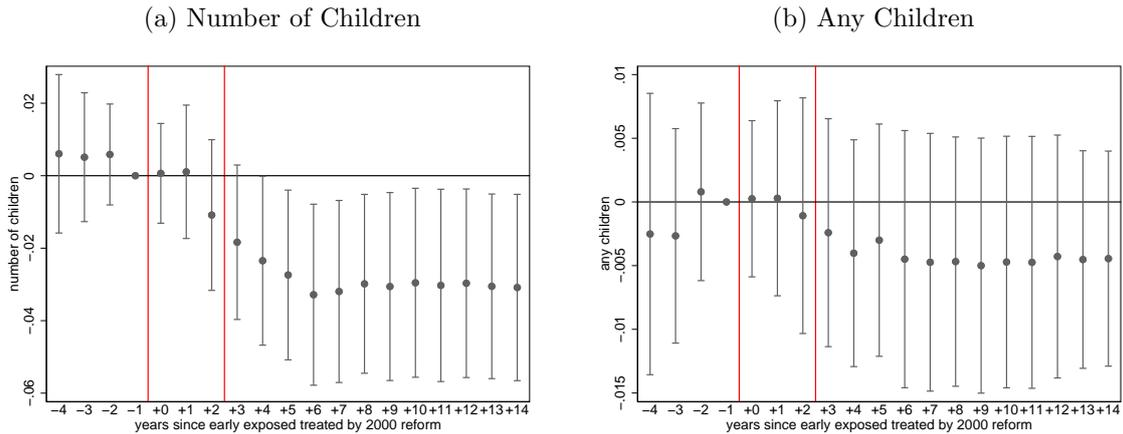 (a) Number of Children
(b) Any Children
number of children
.02
0
−.02
−.04
−.06
−4 −3 −2 −1 +0 +1 +2 +3 +4 +5 +6 +7 +8 +9 +10 +11 +12 +13 +14
years since early exposed treated by 2000 reform
any children
.01
.005
0
−.005
−.01
−.015
−4 −3 −2 −1 +0 +1 +2 +3 +4 +5 +6 +7 +8 +9 +10 +11 +12 +13 +14
years since early exposed treated by 2000 reform